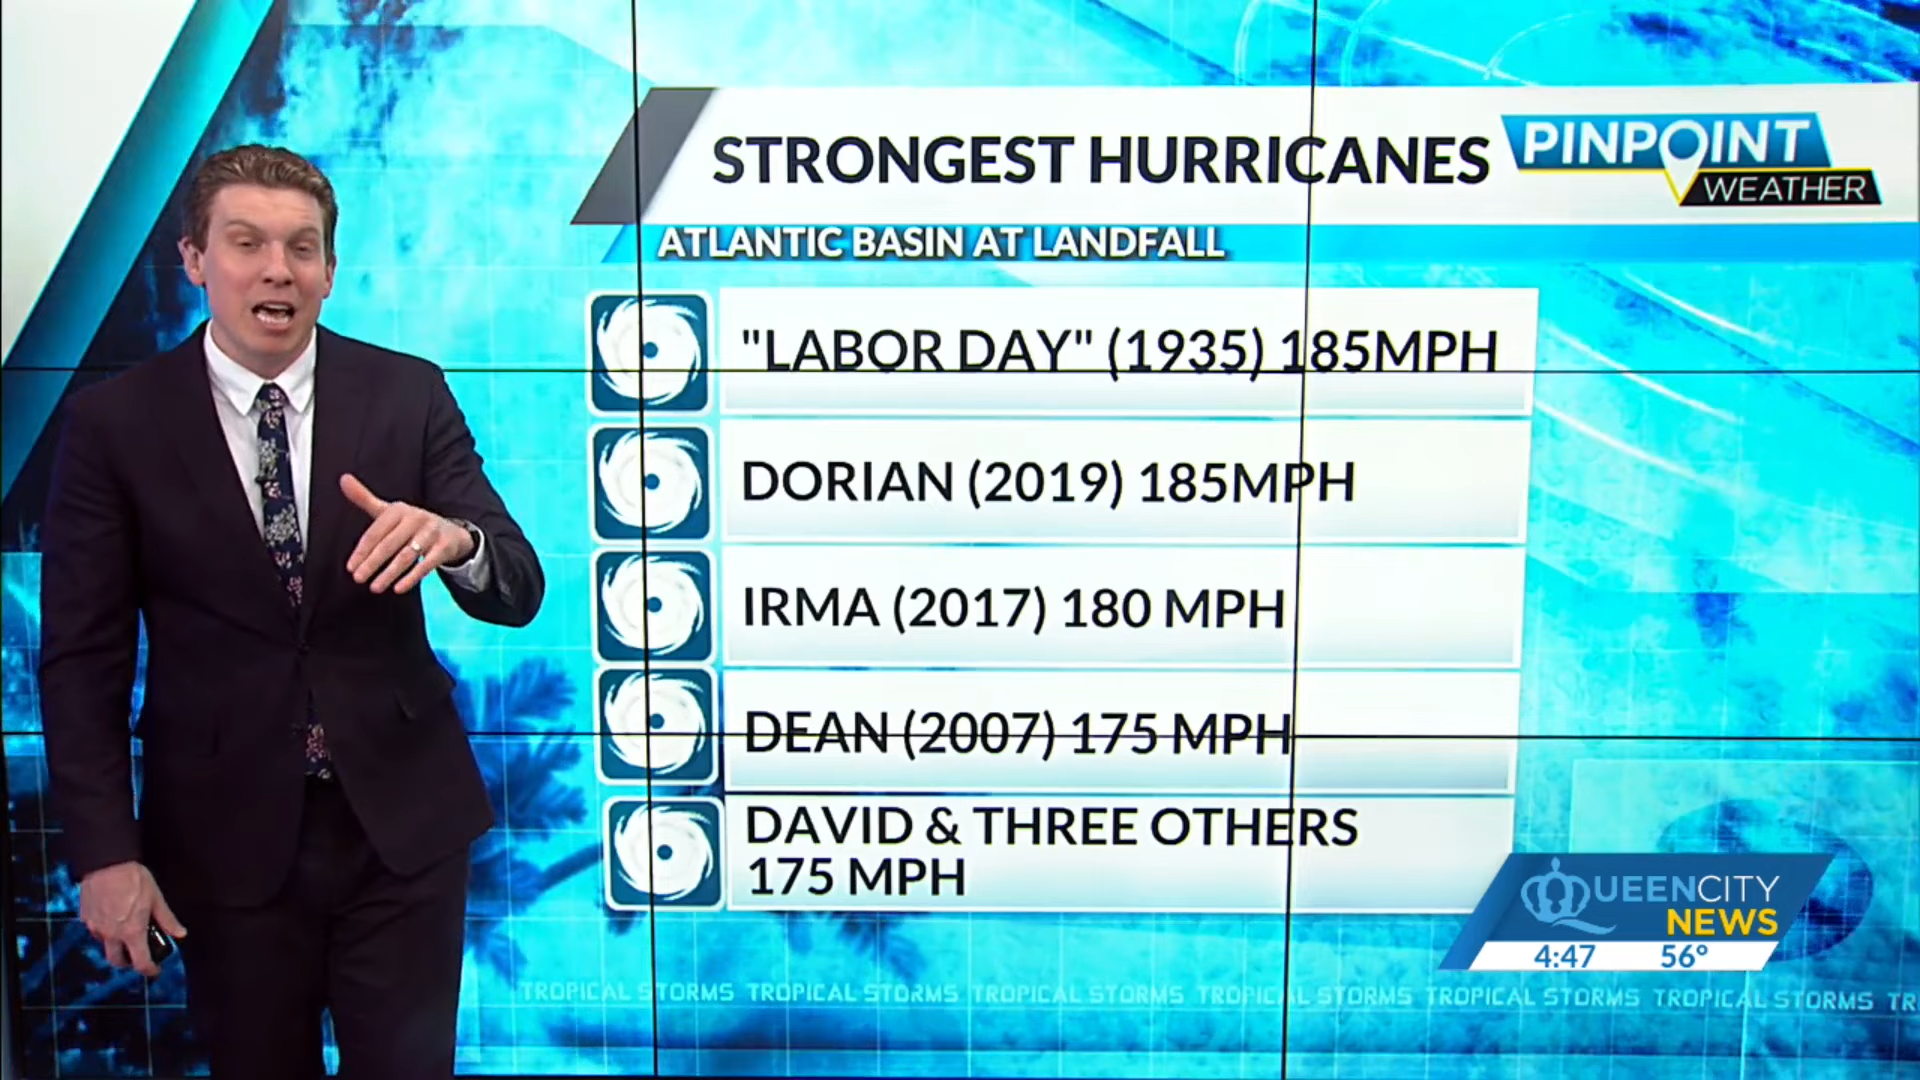 STRONGEST HURRICANES
PINPOINT
WEATHER
ATLANTIC BASIN AT LANDFALL
"LABOR DAY" (1935) 185MPH
DORIAN (2019) 185MPH
IRMA (2017) 180 MPH
DEAN (2007) 175 MPH
DAVID & THREE OTHERS
175 MPH
QUEENCITY
NEWS
4:47 56°
TROPICAL STORMS TROPICAL STORMS TROPICAL STORMS TROPICAL STORMS TROPICAL STORMS TROPICAL STORMS TR